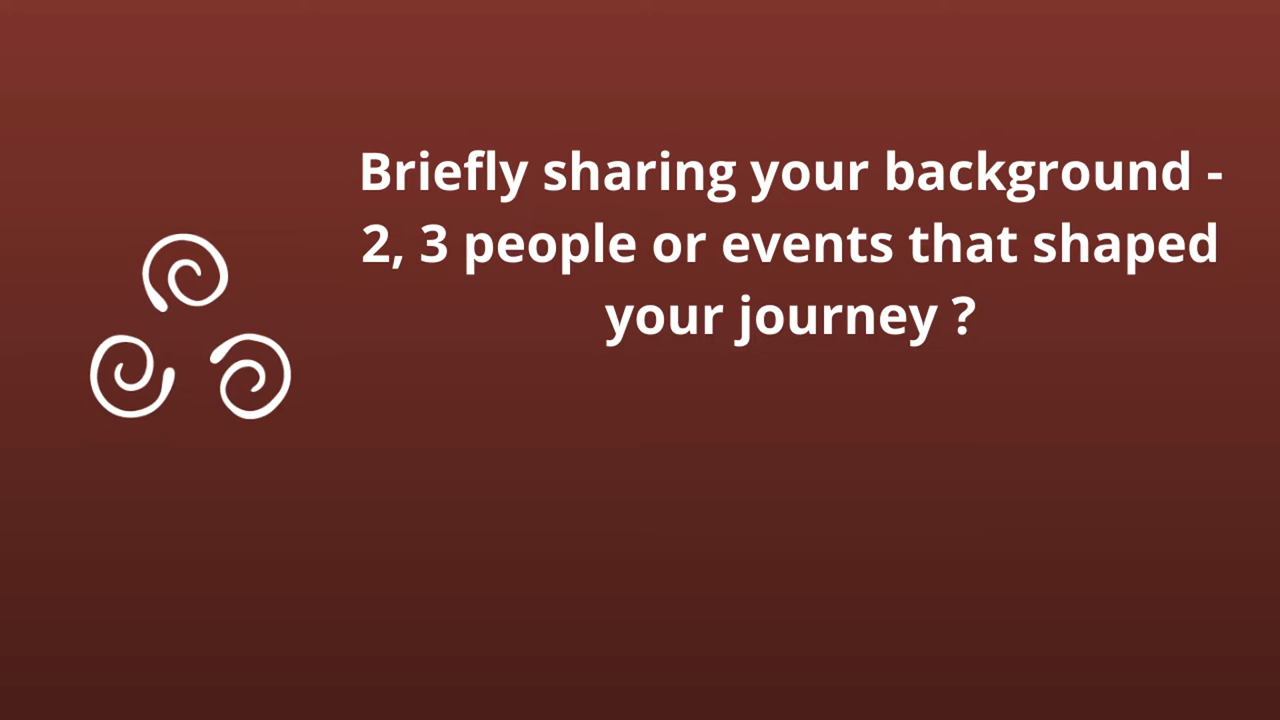 Briefly sharing your background -
2, 3 people or events that shaped
your journey ?